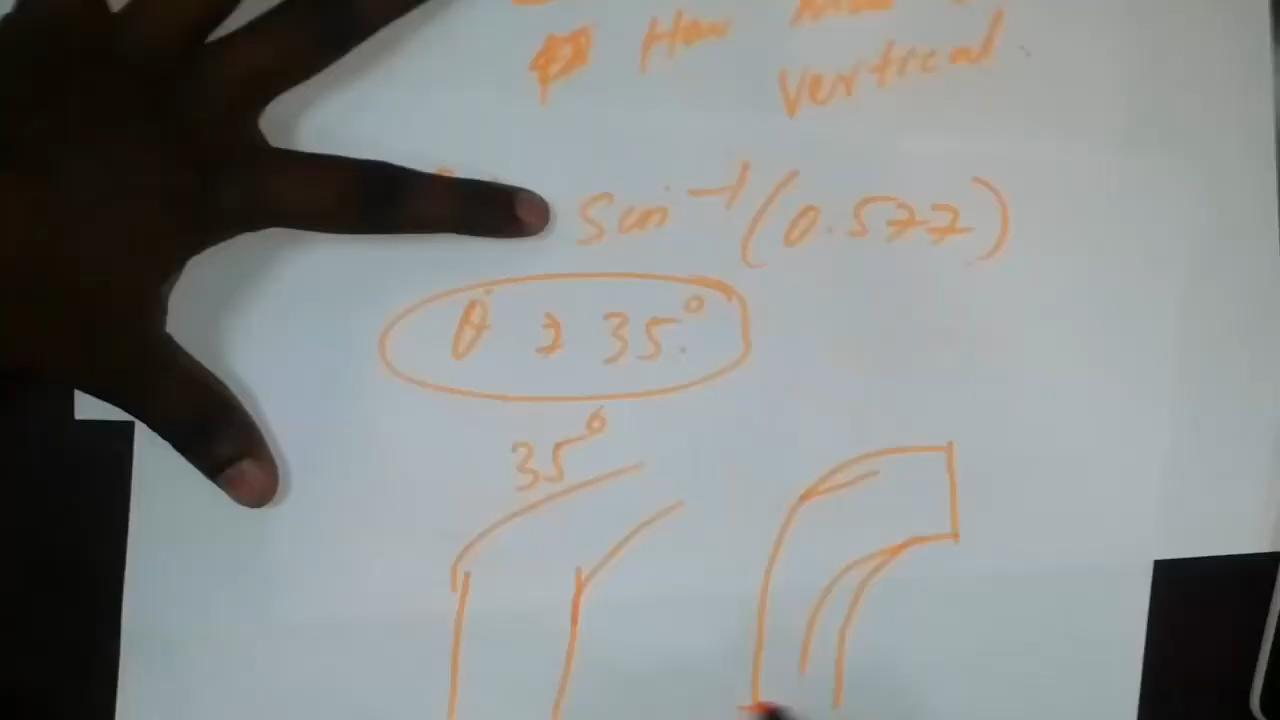 How
vertical.
Sin⁻¹(0.577)
θ = 35.°
35°